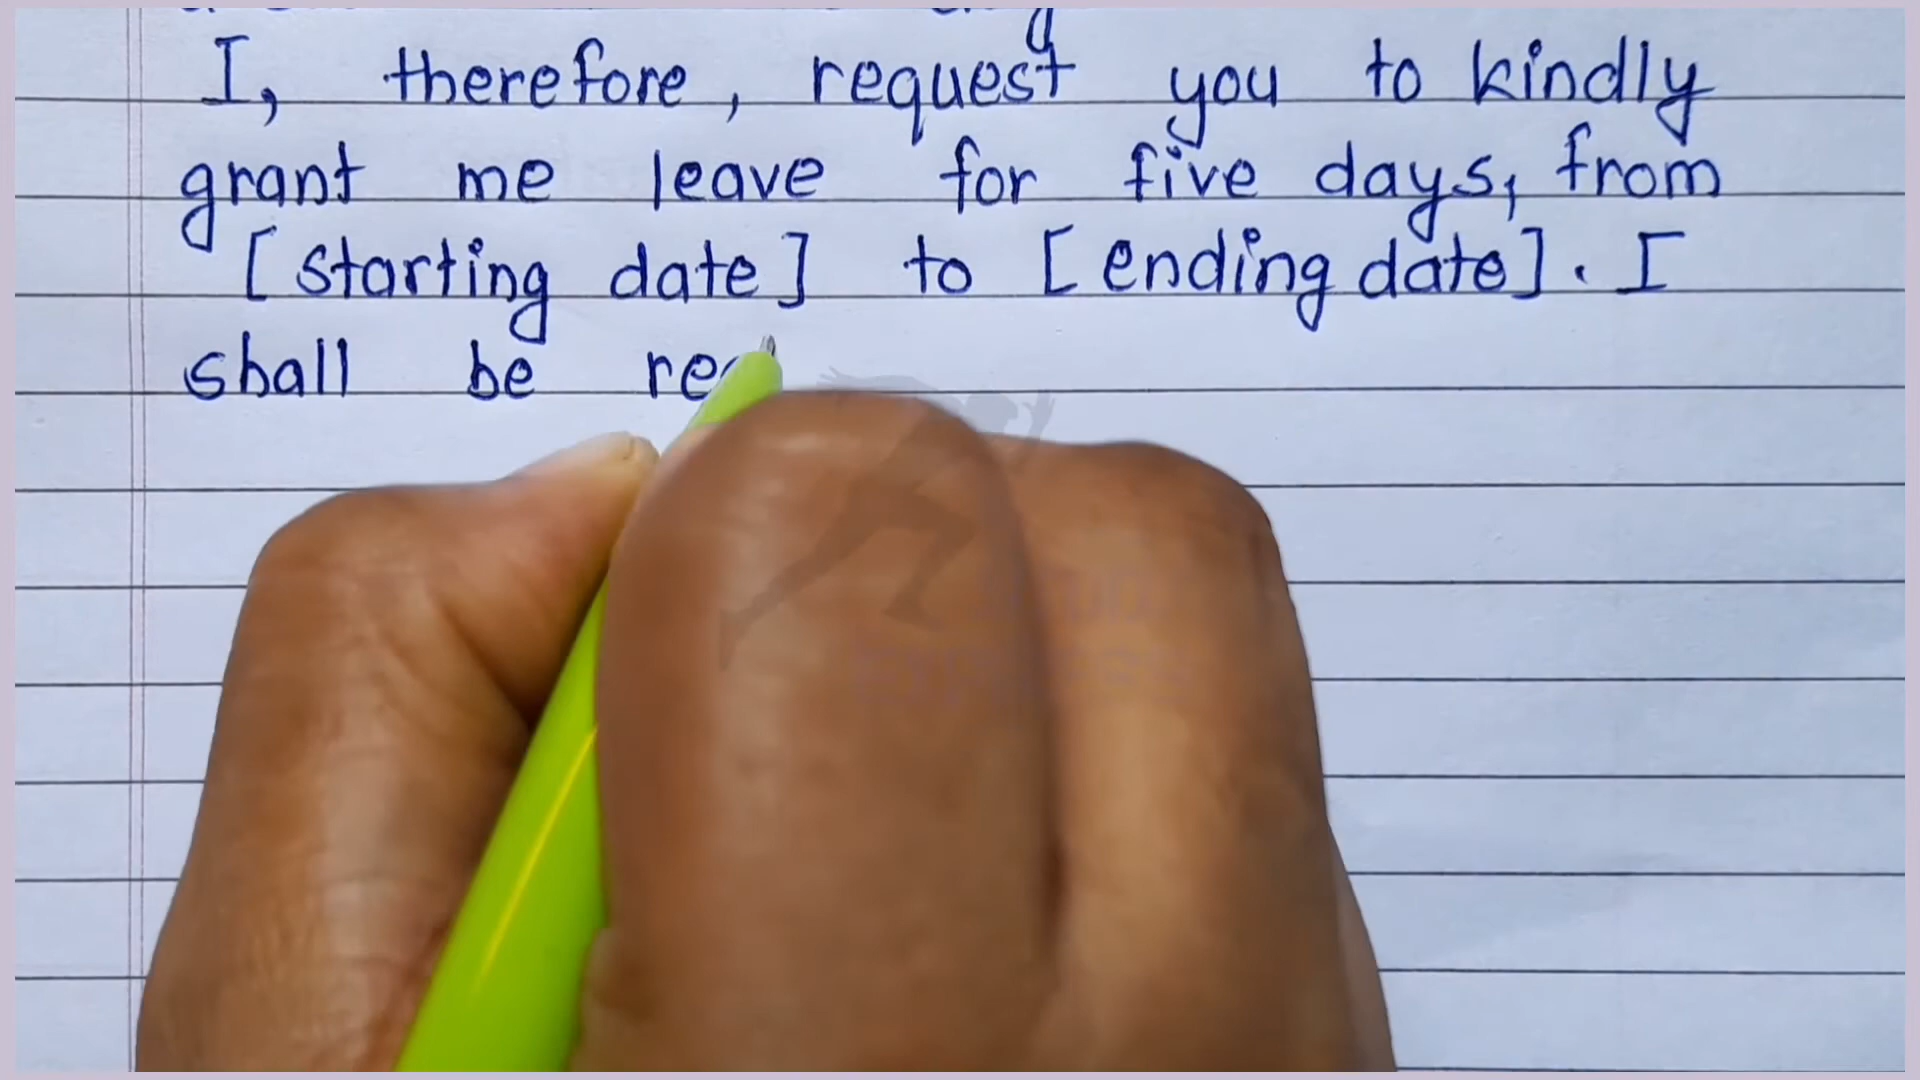 I, therefore, request you to kindly
grant me leave for five days, from
[starting date] to [ending date]. I
shall be